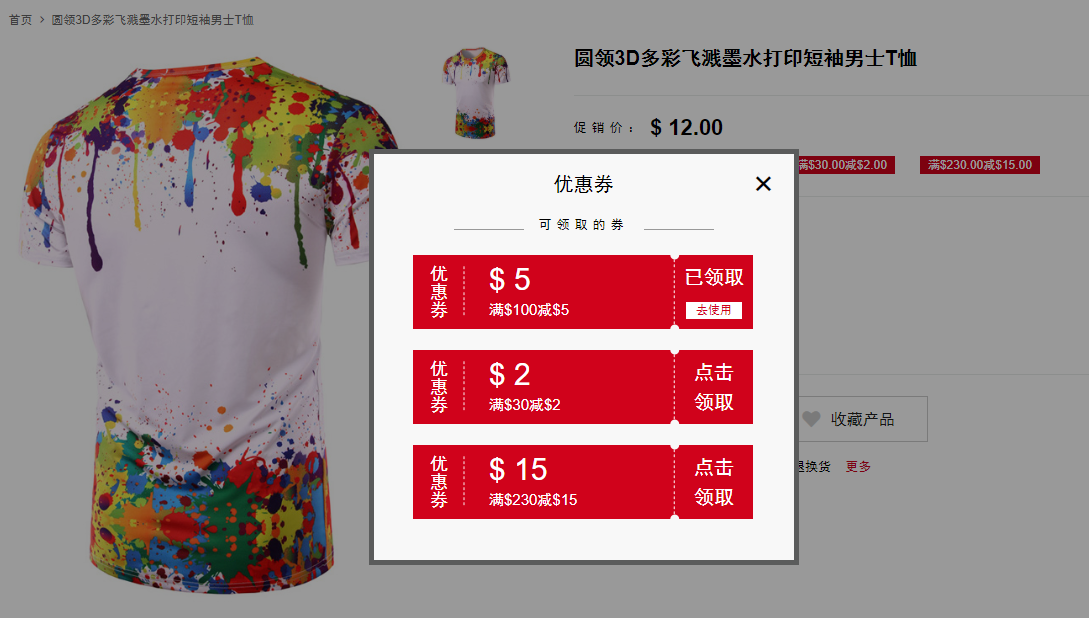 首页 > 圆领3D多彩飞溅墨水打印短袖男士T恤
圆领3D多彩飞溅墨水打印短袖男士T恤
促销价： $ 12.00
满$30.00减$2.00 满$230.00减$15.00
优惠券
可领取的券
优惠券
$ 5
满$100减$5
已领取
去使用
优惠券
$ 2
满$30减$2
点击
领取
优惠券
$ 15
满$230减$15
点击
领取
收藏产品
退换货 更多